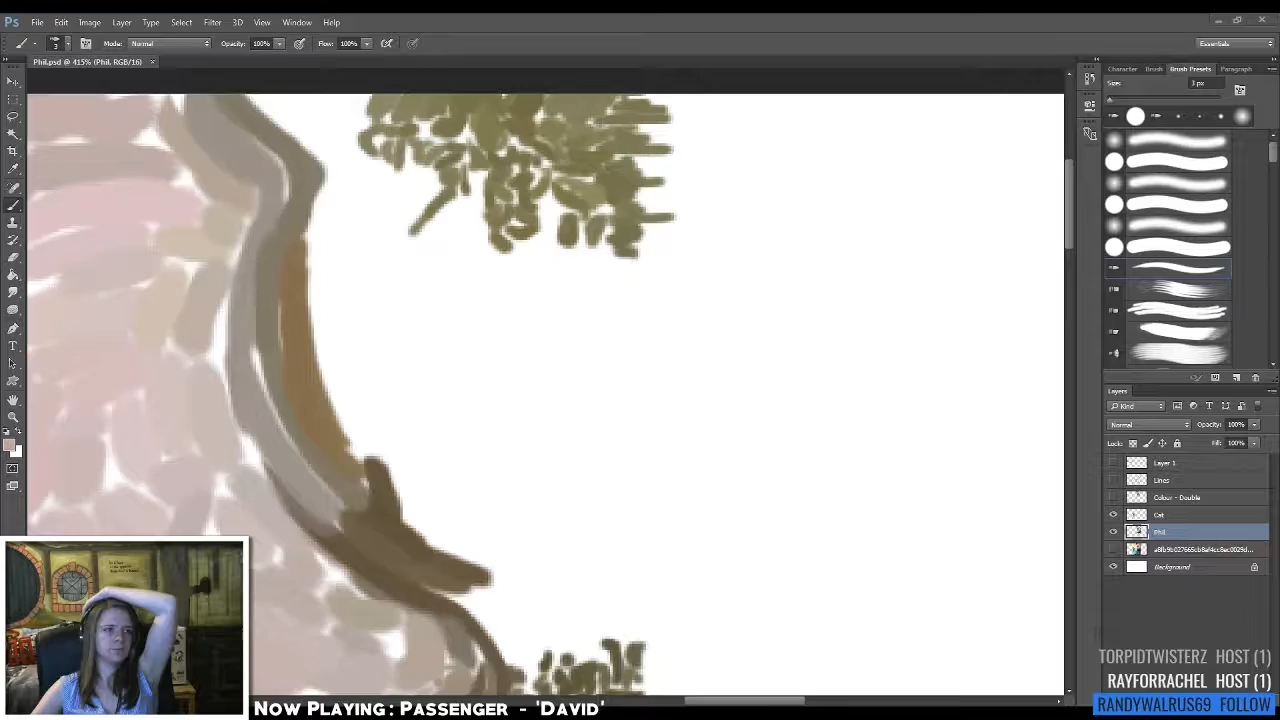 Ps File Edit Image Layer Type Select Filter 3D View Window Help
Mode: Normal Opacity: 100% Flow: 100% Essentials
Phil.psd @ 415% (Phil, RGB/16)
Character Brush Brush Presets Paragraph
Size: 3 px
Layers
Kind
Normal Opacity: 100%
Lock: Fill: 100%
Layer 1
Lines
Colour - Double
Cat
Phil
Background
TORPIDTWISTERZ HOST (1)
RAYFORRACHEL HOST (1)
RANDYWALRUS69 FOLLOW
NOW PLAYING: PASSENGER - 'DAVID'